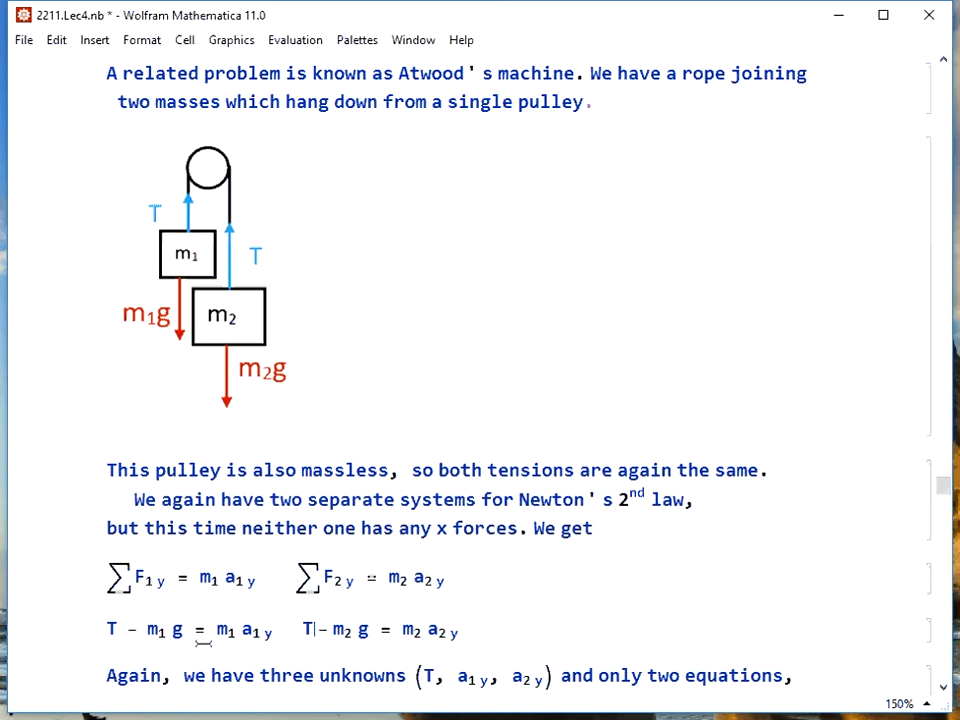 2211.Lec4.nb * - Wolfram Mathematica 11.0
File Edit Insert Format Cell Graphics Evaluation Palettes Window Help
A related problem is known as Atwood's machine. We have a rope joining
two masses which hang down from a single pulley.
T
m₁
T
m₁g
m₂
m₂g
This pulley is also massless, so both tensions are again the same.
We again have two separate systems for Newton's 2nd law,
but this time neither one has any x forces. We get
∑F₁ y = m₁ a₁ y ∑F₂ y = m₂ a₂ y
T - m₁ g = m₁ a₁ y T - m₂ g = m₂ a₂ y
Again, we have three unknowns (T, a₁ y, a₂ y) and only two equations,
150%